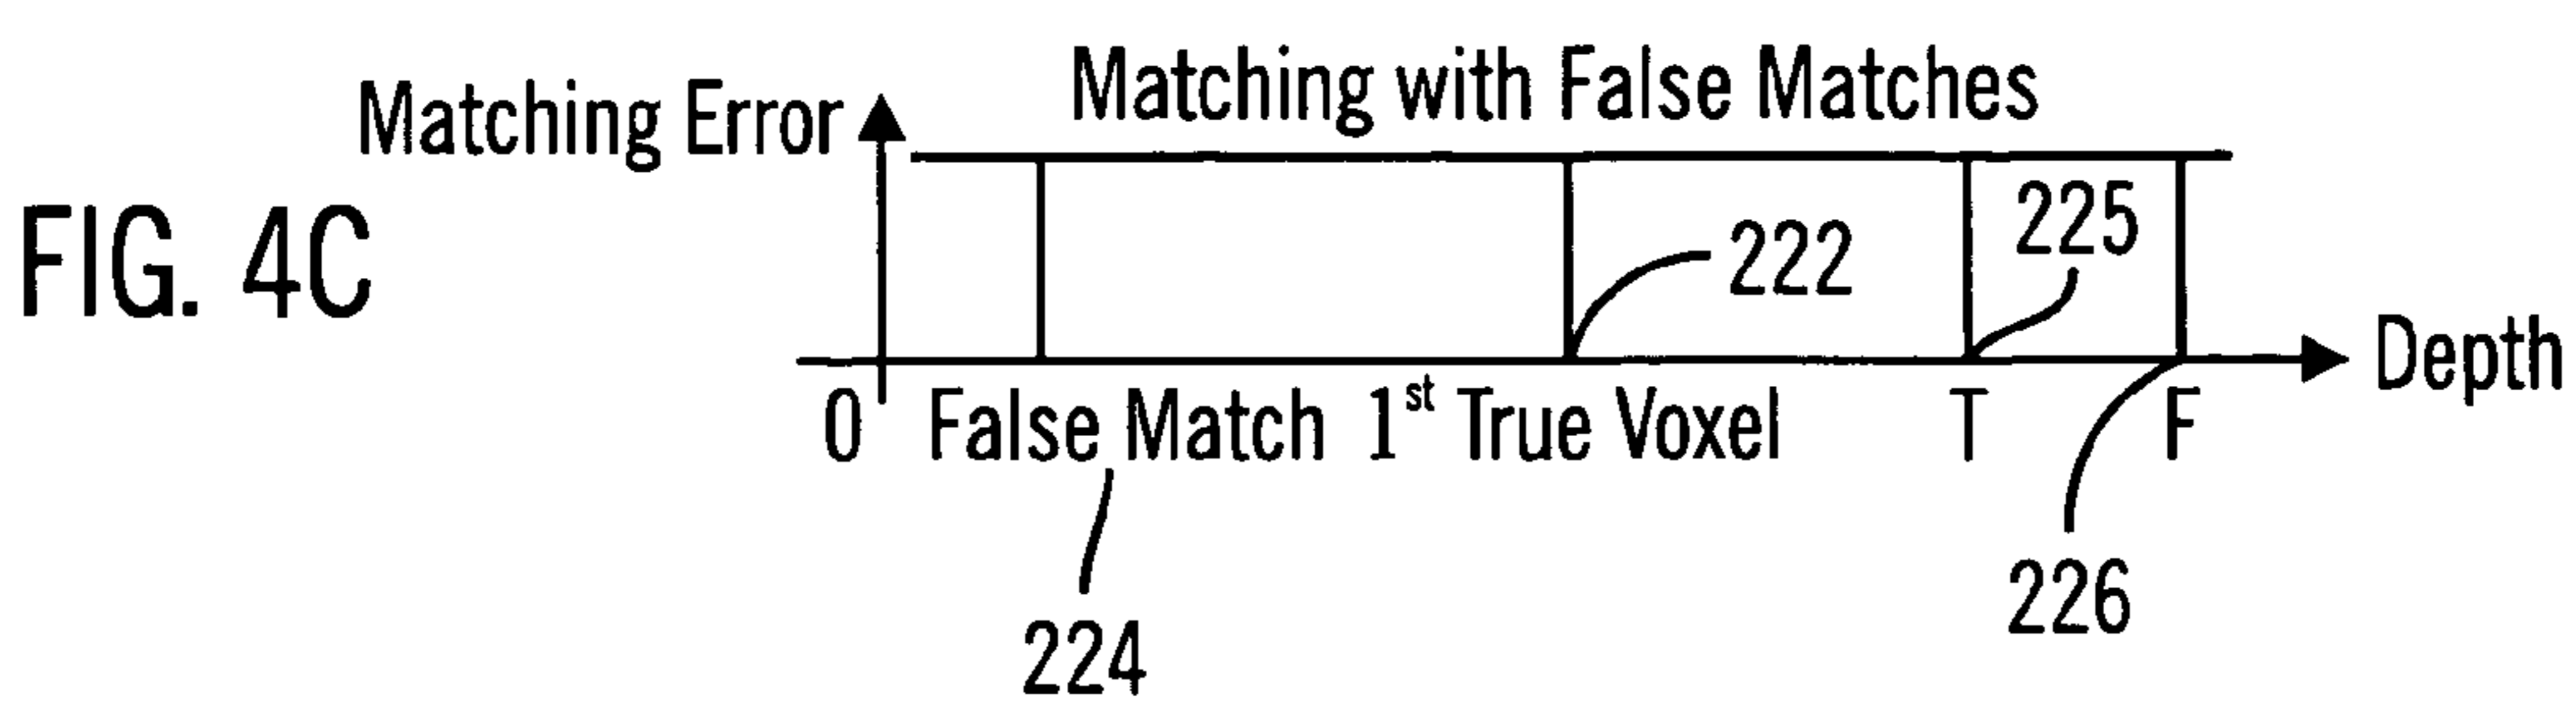 Matching with False Matches
Matching Error
FIG. 4C
222
225
Depth
0 False Match 1st True Voxel T F
224
226